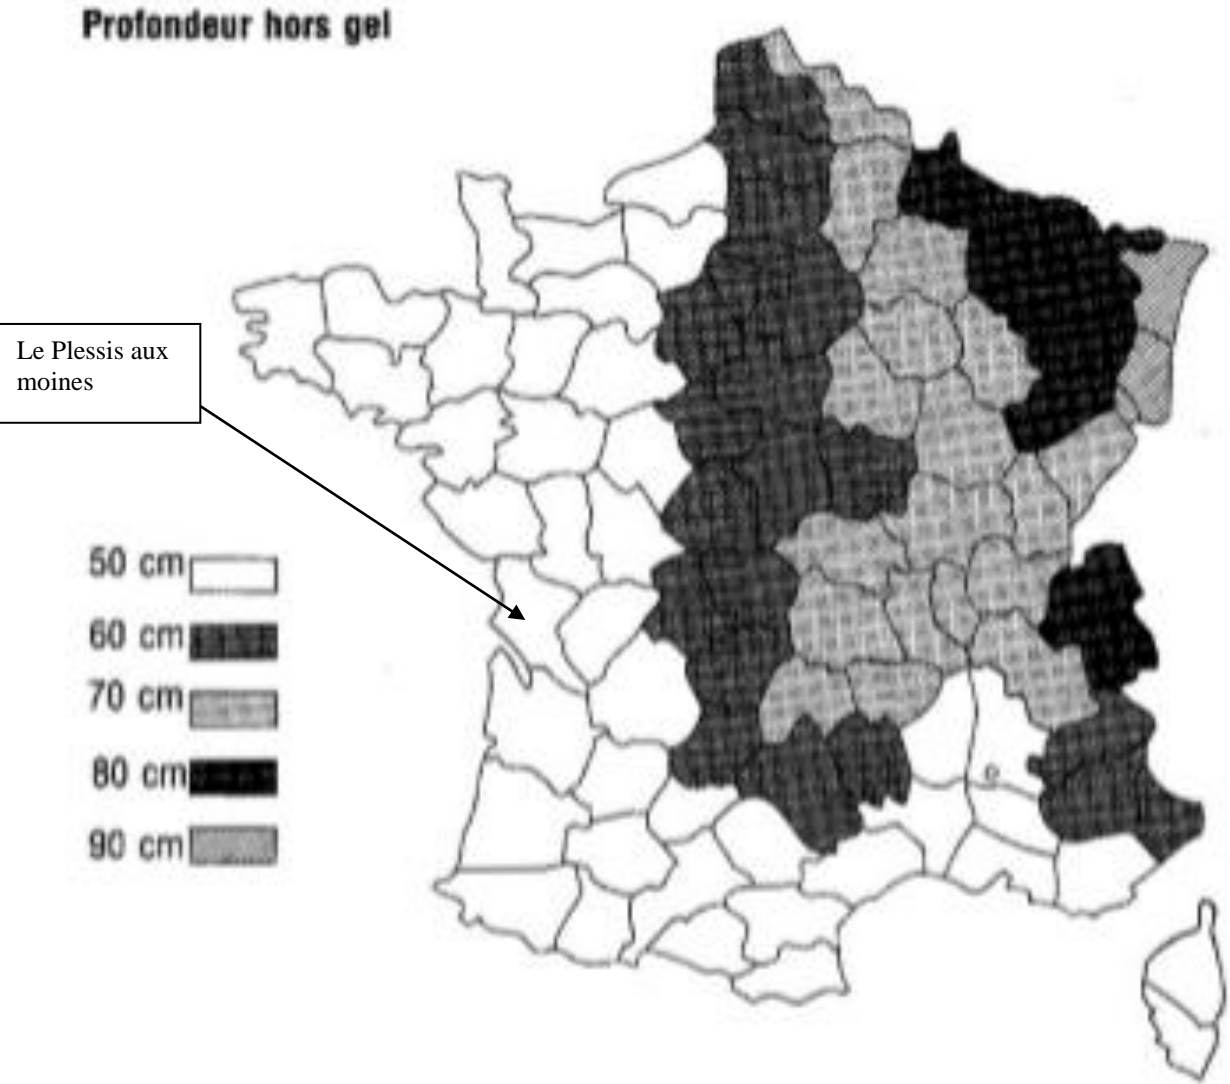 Profondeur hors gel
Le Plessis aux
moines
50 cm
60 cm
70 cm
80 cm
90 cm